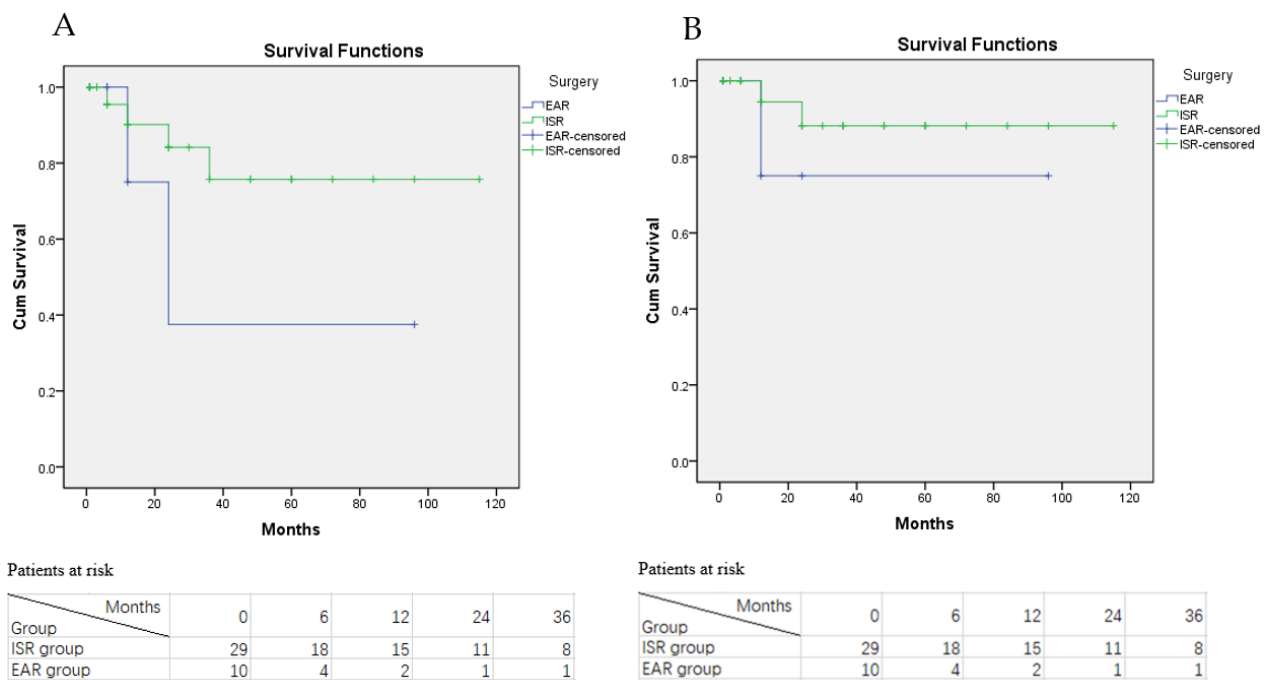 A
Survival Functions
Cum Survival
1.0
0.8
0.6
0.4
0.2
0.0
0 20 40 60 80 100 120
Months
Surgery
EAR
ISR
EAR-censored
ISR-censored
Patients at risk
Months 0 6 12 24 36
Group
ISR group 29 18 15 11 8
EAR group 10 4 2 1 1
B
Survival Functions
Cum Survival
1.0
0.8
0.6
0.4
0.2
0.0
0 20 40 60 80 100 120
Months
Surgery
EAR
ISR
EAR-censored
ISR-censored
Patients at risk
Months 0 6 12 24 36
Group
ISR group 29 18 15 11 8
EAR group 10 4 2 1 1